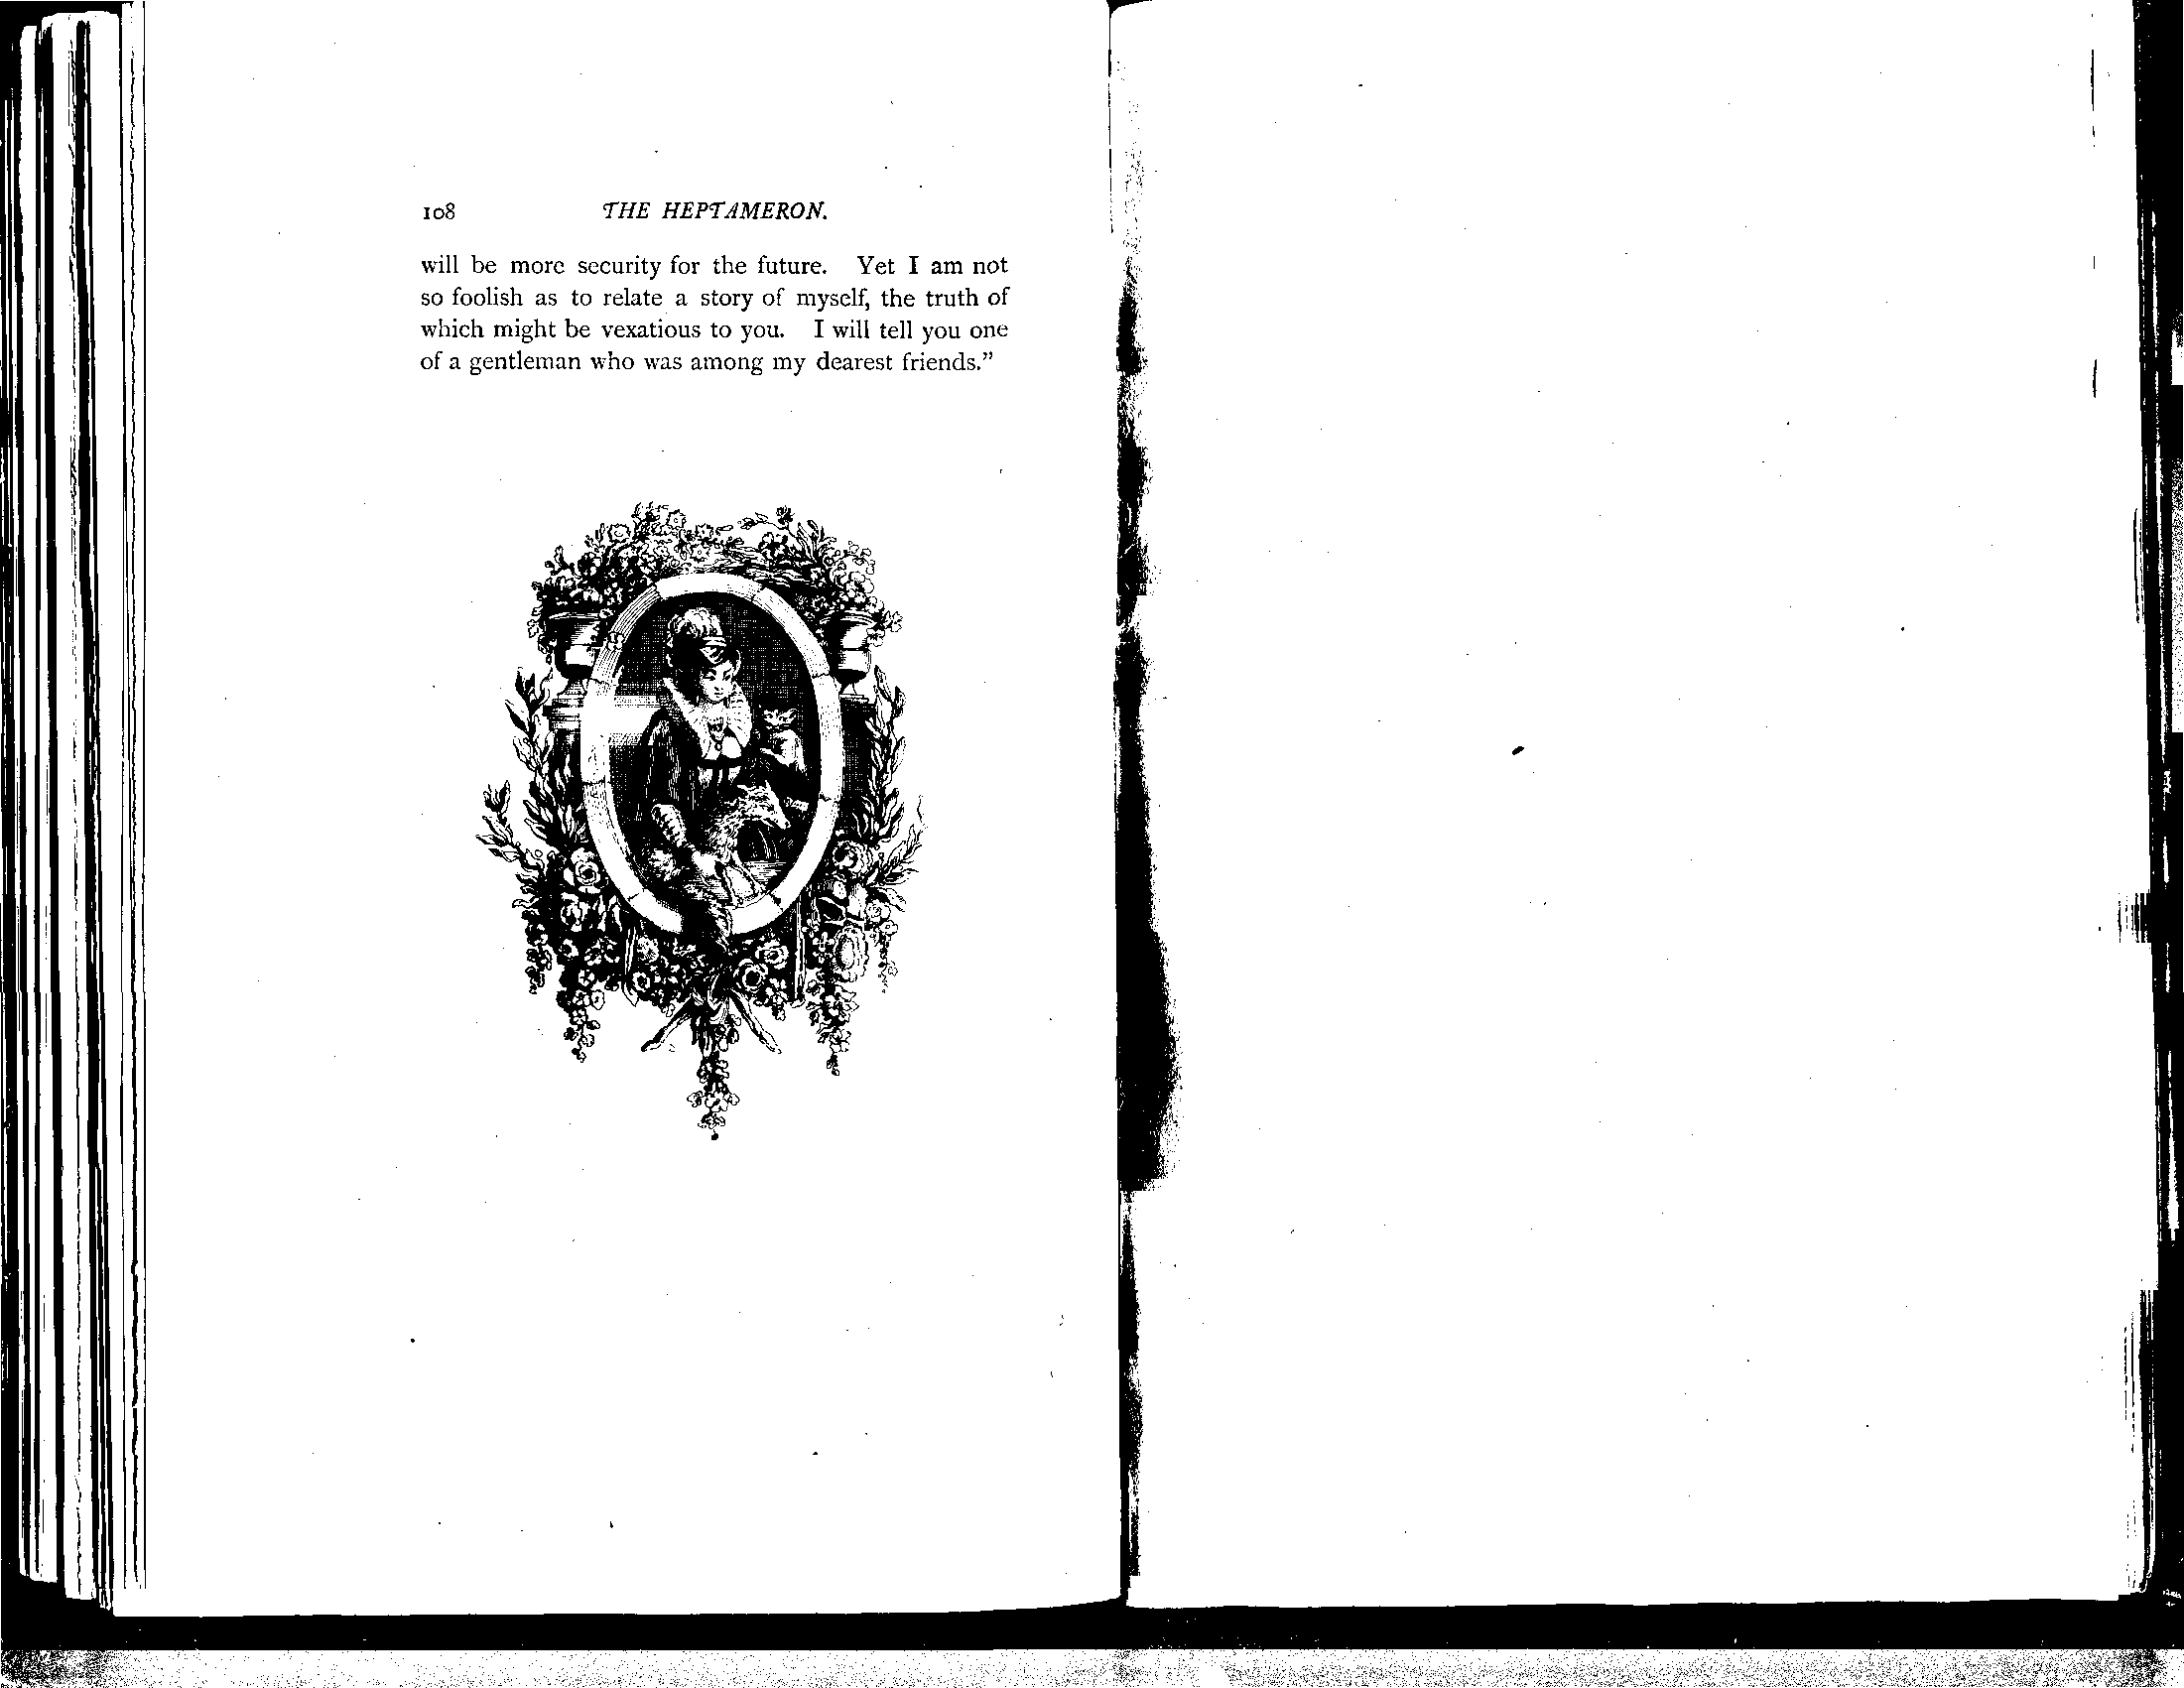 108 THE HEPTAMERON.
will be more security for the future. Yet I am not
so foolish as to relate a story of myself, the truth of
which might be vexatious to you. I will tell you one
of a gentleman who was among my dearest friends.”